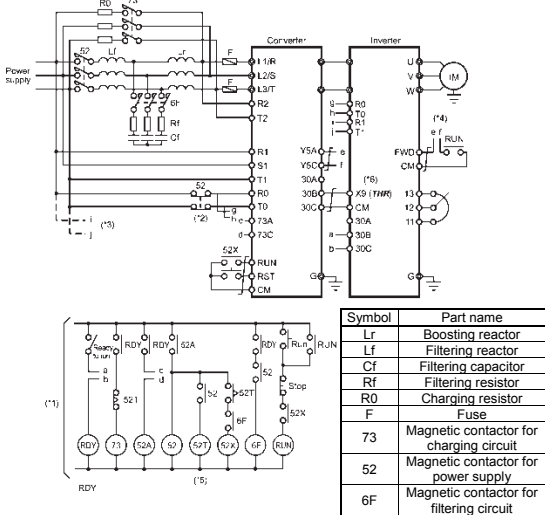 R0 73
52 Lf Lr F
Power supply
F
6F
Rf
Cf
Converter
L1/R
L2/S
L3/T
R2
T2
R1
S1
T1
R0
T0
73A
73C
RUN
RST
CM
Y5A
Y5C
30A
30B
30C
G
e
f
52
(*2)
g
h
c
d
i
j
(*3)
52X
Inverter
U
V
W
IM
g R0
h T0
i R1
j
(*4)
e f RUN
FWD
CM
(*6)
X9 (THR)
CM
30A
a 30B
b 30C
13
12
11
G
(*1)
Ready
a
b
RDY
RDY
c
d
52A
52
52T
6F
RDY
52
Run
RUN
Stop
52X
RDY 73 52A 52 52T 52X 6F RUN
RDY
(*5)
Symbol Part name
Lr Boosting reactor
Lf Filtering reactor
Cf Filtering capacitor
Rf Filtering resistor
R0 Charging resistor
F Fuse
73 Magnetic contactor for charging circuit
52 Magnetic contactor for power supply
6F Magnetic contactor for filtering circuit